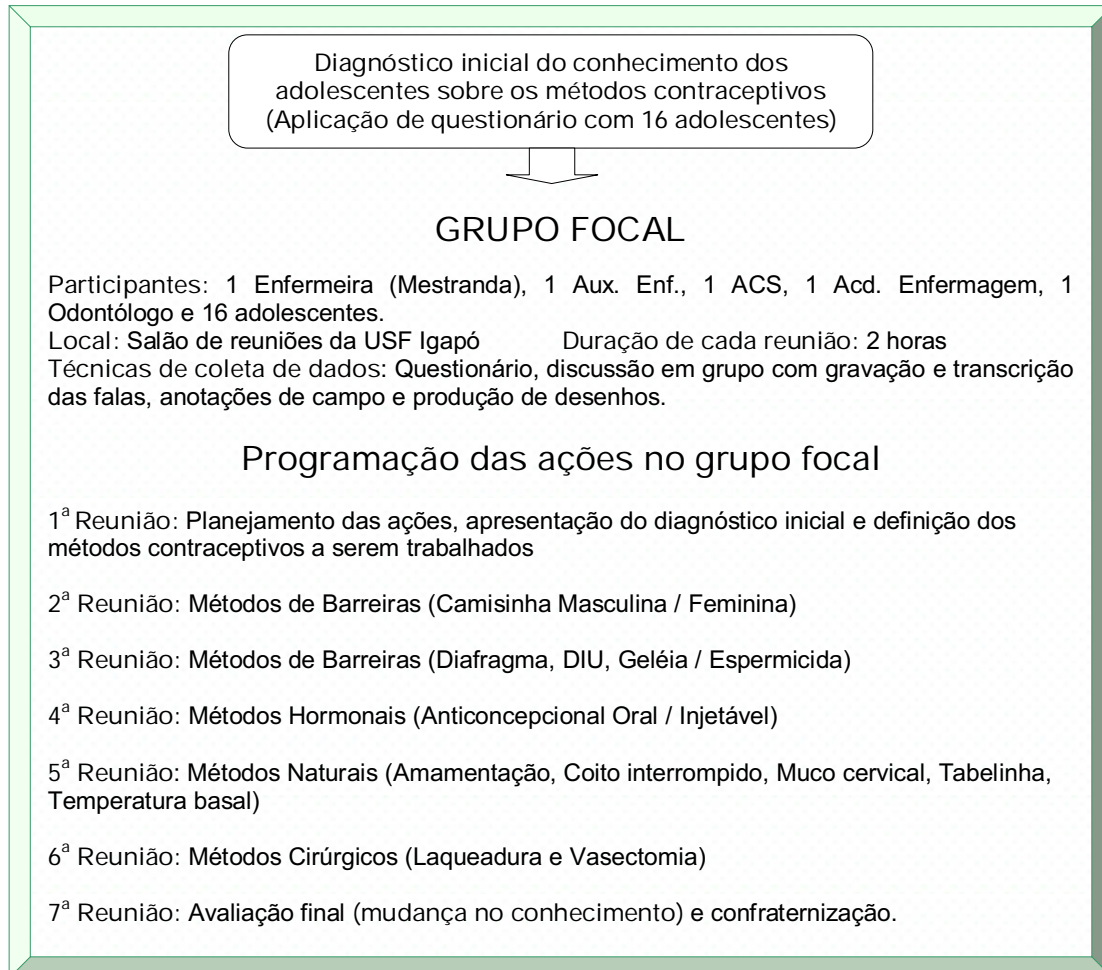 Diagnóstico inicial do conhecimento dos
adolescentes sobre os métodos contraceptivos
(Aplicação de questionário com 16 adolescentes)
GRUPO FOCAL
Participantes: 1 Enfermeira (Mestranda), 1 Aux. Enf., 1 ACS, 1 Acd. Enfermagem, 1
Odontólogo e 16 adolescentes.
Local: Salão de reuniões da USF Igapó Duração de cada reunião: 2 horas
Técnicas de coleta de dados: Questionário, discussão em grupo com gravação e transcrição
das falas, anotações de campo e produção de desenhos.
Programação das ações no grupo focal
1ª Reunião: Planejamento das ações, apresentação do diagnóstico inicial e definição dos
métodos contraceptivos a serem trabalhados
2ª Reunião: Métodos de Barreiras (Camisinha Masculina / Feminina)
3ª Reunião: Métodos de Barreiras (Diafragma, DIU, Geléia / Espermicida)
4ª Reunião: Métodos Hormonais (Anticoncepcional Oral / Injetável)
5ª Reunião: Métodos Naturais (Amamentação, Coito interrompido, Muco cervical, Tabelinha,
Temperatura basal)
6ª Reunião: Métodos Cirúrgicos (Laqueadura e Vasectomia)
7ª Reunião: Avaliação final (mudança no conhecimento) e confraternização.